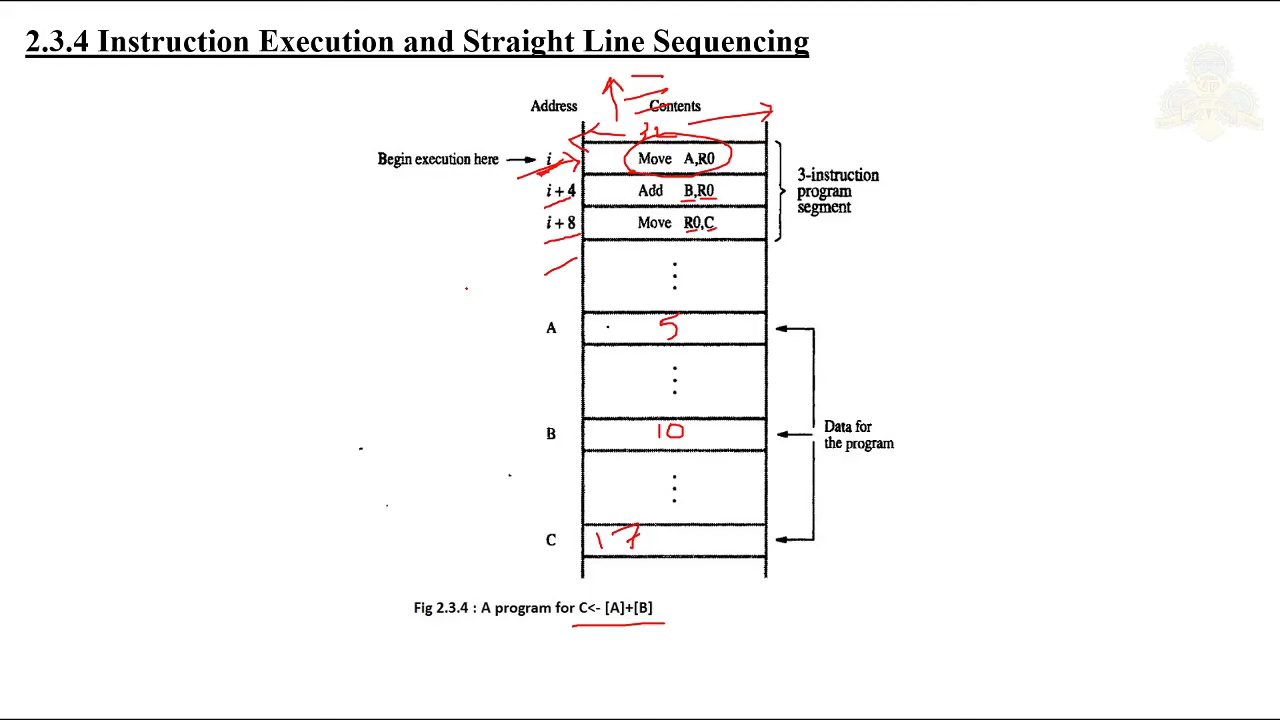 2.3.4 Instruction Execution and Straight Line Sequencing
Address Contents
32
Begin execution here i Move A,R0
i + 4 Add B,R0
i + 8 Move R0,C
3-instruction
program
segment
A 5
B 10
Data for
the program
C 17
Fig 2.3.4 : A program for C<- [A]+[B]